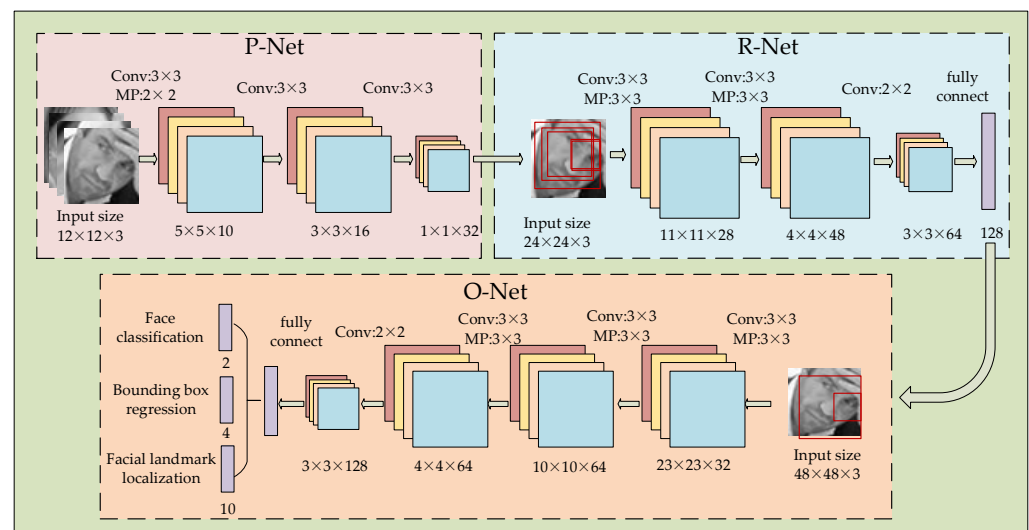 P-Net
Conv:3×3
MP:2× 2
Conv:3×3
Conv:3×3
Input size
12×12×3
5×5×10
3×3×16
1×1×32
R-Net
Conv:3×3
MP:3×3
Conv:3×3
MP:3×3
Conv:2×2
fully
connect
Input size
24×24×3
11×11×28
4×4×48
3×3×64
128
O-Net
Face
classification
2
Bounding box
regression
4
Facial landmark
localization
10
fully
connect
Conv:2×2
Conv:3×3
MP:3×3
Conv:3×3
MP:3×3
Conv:3×3
MP:3×3
3×3×128
4×4×64
10×10×64
23×23×32
Input size
48×48×3